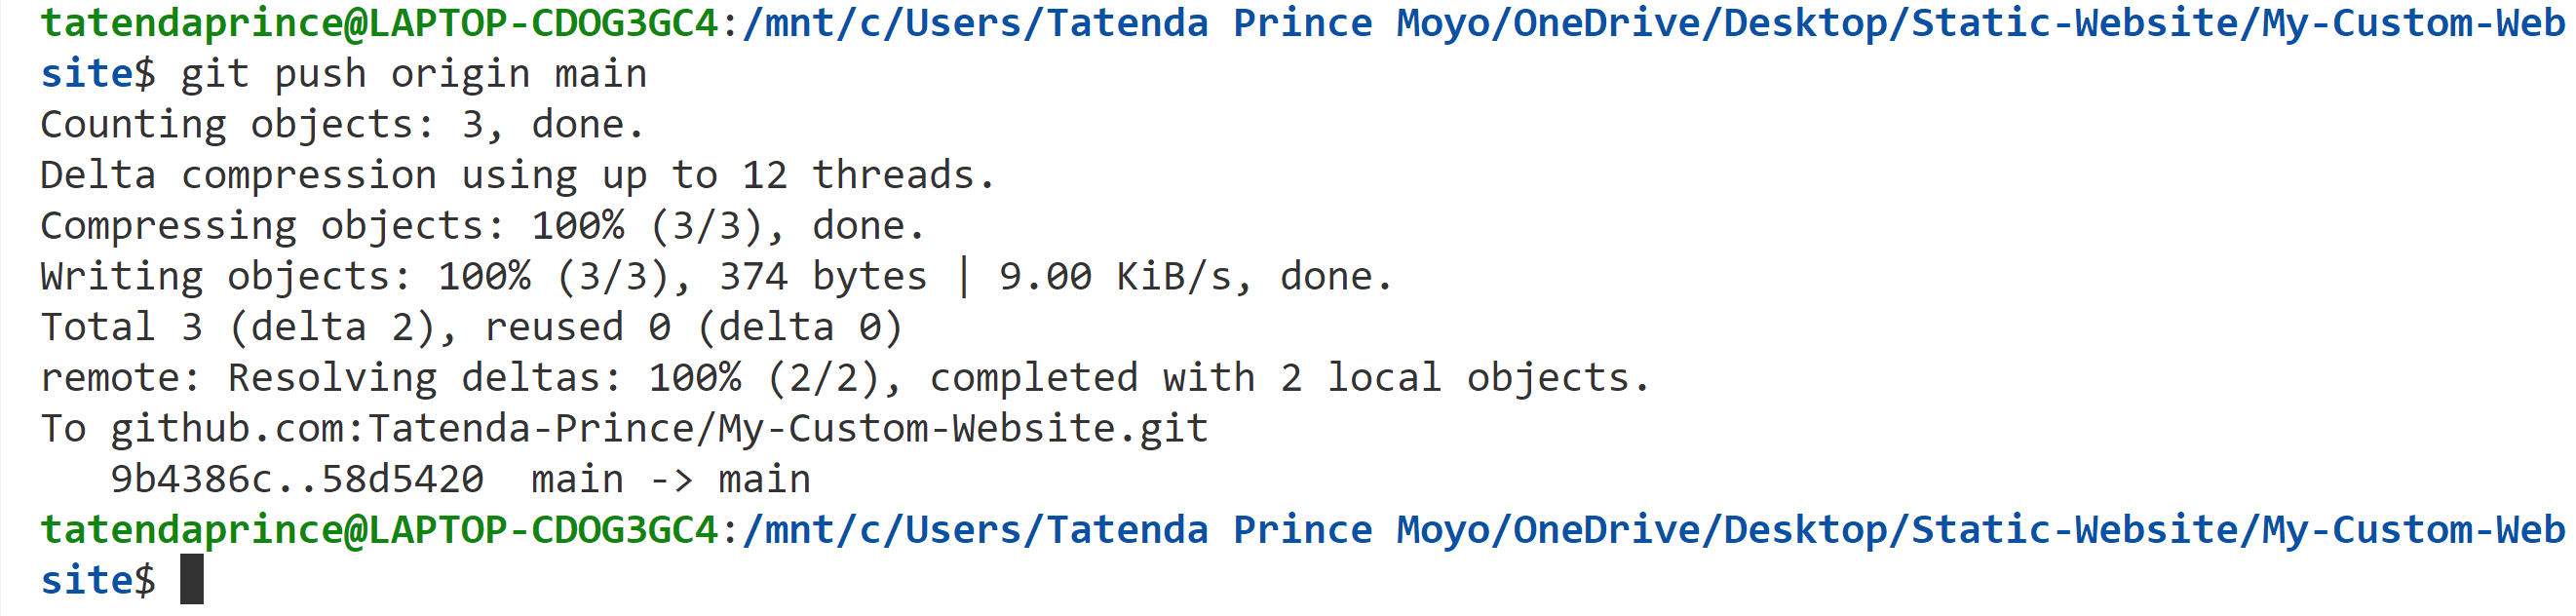 tatendaprince@LAPTOP-CDOG3GC4:/mnt/c/Users/Tatenda Prince Moyo/OneDrive/Desktop/Static-Website/My-Custom-Web
site$ git push origin main
Counting objects: 3, done.
Delta compression using up to 12 threads.
Compressing objects: 100% (3/3), done.
Writing objects: 100% (3/3), 374 bytes | 9.00 KiB/s, done.
Total 3 (delta 2), reused 0 (delta 0)
remote: Resolving deltas: 100% (2/2), completed with 2 local objects.
To github.com:Tatenda-Prince/My-Custom-Website.git
   9b4386c..58d5420  main -> main
tatendaprince@LAPTOP-CDOG3GC4:/mnt/c/Users/Tatenda Prince Moyo/OneDrive/Desktop/Static-Website/My-Custom-Web
site$